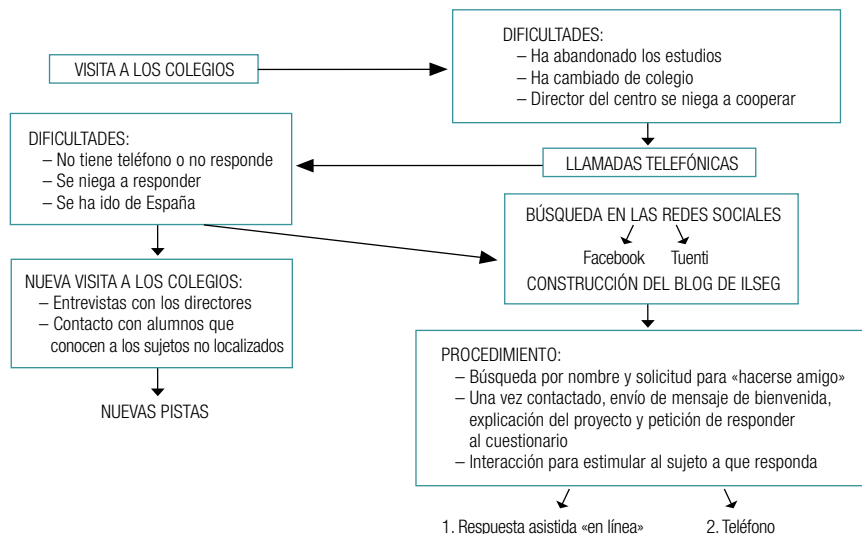 VISITA A LOS COLEGIOS
DIFICULTADES:
– Ha abandonado los estudios
– Ha cambiado de colegio
– Director del centro se niega a cooperar
LLAMADAS TELEFÓNICAS
DIFICULTADES:
– No tiene teléfono o no responde
– Se niega a responder
– Se ha ido de España
NUEVA VISITA A LOS COLEGIOS:
– Entrevistas con los directores
– Contacto con alumnos que
conocen a los sujetos no localizados
NUEVAS PISTAS
BÚSQUEDA EN LAS REDES SOCIALES
Facebook Tuenti
CONSTRUCCIÓN DEL BLOG DE ILSEG
PROCEDIMIENTO:
– Búsqueda por nombre y solicitud para «hacerse amigo»
– Una vez contactado, envío de mensaje de bienvenida,
explicación del proyecto y petición de responder
al cuestionario
– Interacción para estimular al sujeto a que responda
1. Respuesta asistida «en línea» 2. Teléfono